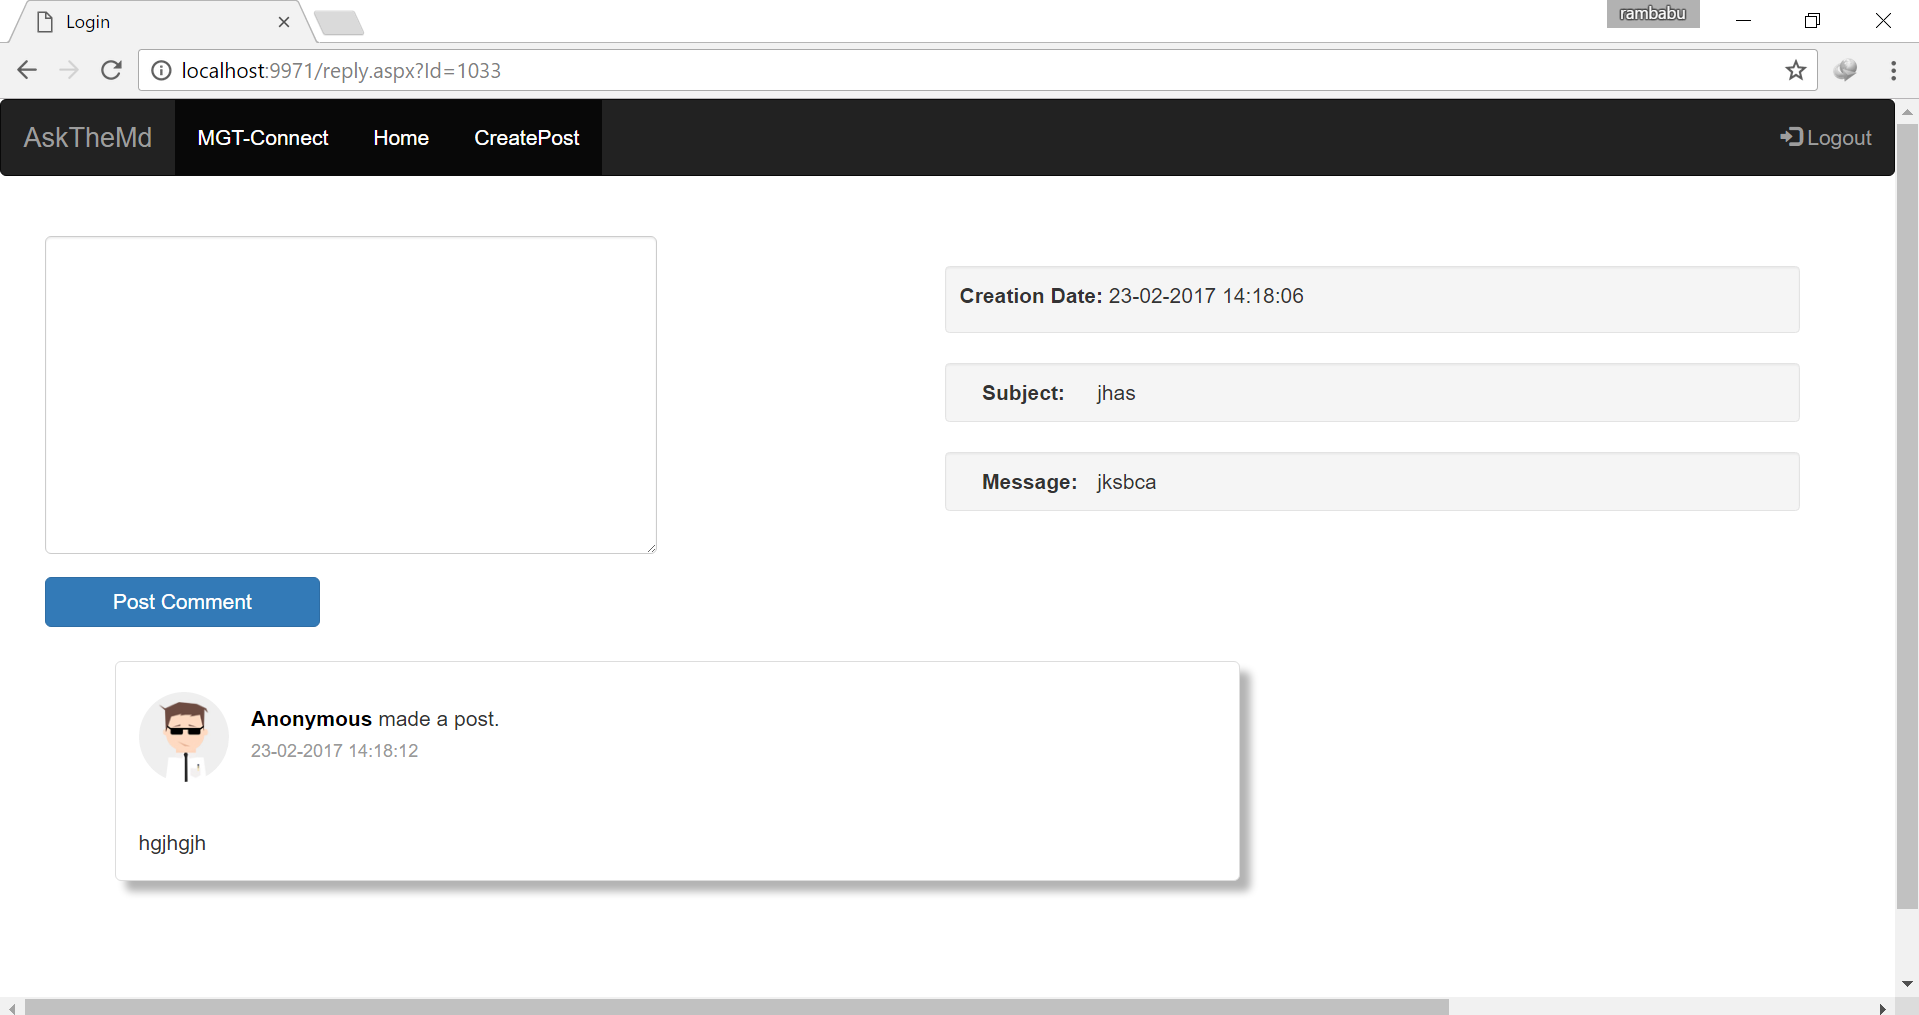 Login
rambabu
localhost:9971/reply.aspx?Id=1033
AskTheMd MGT-Connect Home CreatePost Logout
Creation Date: 23-02-2017 14:18:06
Subject: jhas
Message: jksbca
Post Comment
Anonymous made a post.
23-02-2017 14:18:12
hgjhgjh